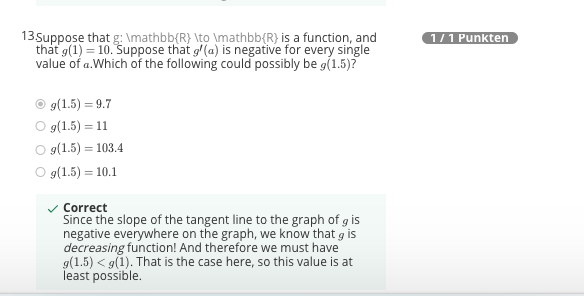 13 Suppose that g: \mathbb{R} \to \mathbb{R} is a function, and
1 / 1 Punkten
that g(1) = 10. Suppose that g′(a) is negative for every single
value of a.Which of the following could possibly be g(1.5)?
g(1.5) = 9.7
g(1.5) = 11
g(1.5) = 103.4
g(1.5) = 10.1
Correct
Since the slope of the tangent line to the graph of g is
negative everywhere on the graph, we know that g is
decreasing function! And therefore we must have
g(1.5) < g(1). That is the case here, so this value is at
least possible.